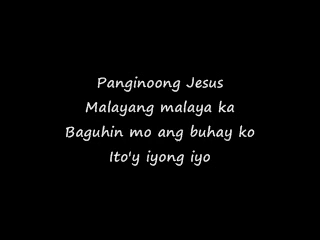 Panginoong Jesus
Malayang malaya ka
Baguhin mo ang buhay ko
Ito'y iyong iyo